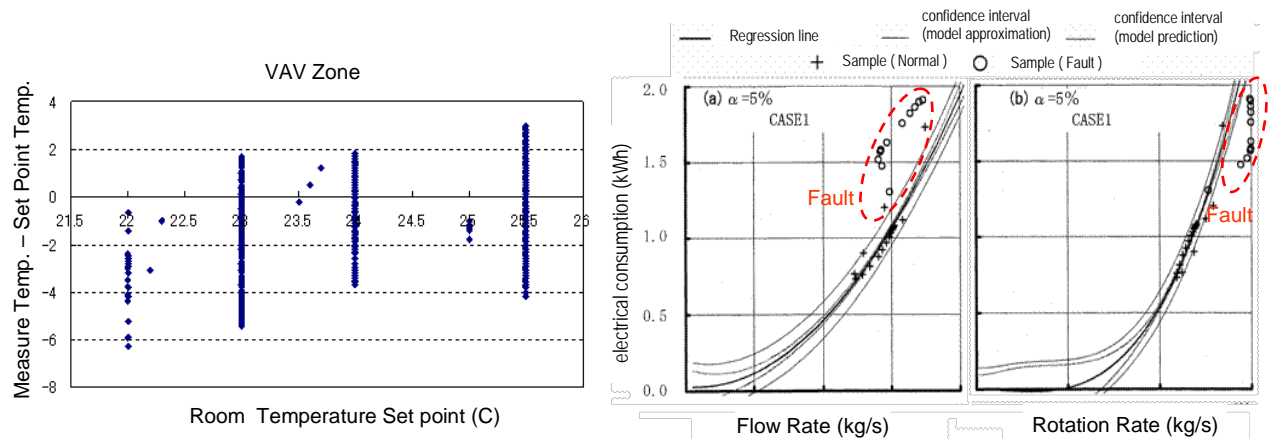 VAV Zone
Measure Temp. – Set Point Temp.
4
2
0
−2
−4
−6
−8
21.5 22 22.5 23 23.5 24 24.5 25 25.5 26
Room Temperature Set point (C)
Regression line
confidence interval
(model approximation)
confidence interval
(model prediction)
Sample ( Normal )
Sample ( Fault )
electrical consumption (kWh)
2.0
1.5
1.0
0.5
0.0
(a) α=5%
CASE1
Fault
Flow Rate (kg/s)
(b) α=5%
CASE1
Fault
Rotation Rate (kg/s)